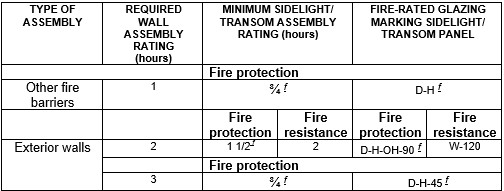 TYPE OF ASSEMBLY REQUIRED WALL ASSEMBLY RATING (hours) MINIMUM SIDELIGHT/ TRANSOM ASSEMBLY RATING (hours) FIRE-RATED GLAZING MARKING SIDELIGHT/ TRANSOM PANEL
Fire protection
Other fire barriers 1 ¾ f D-H f
Fire protection Fire resistance Fire protection Fire resistance
Exterior walls 2 1 1/2 f 2 D-H-OH-90 f W-120
Fire protection
3 ¾ f D-H-45 f